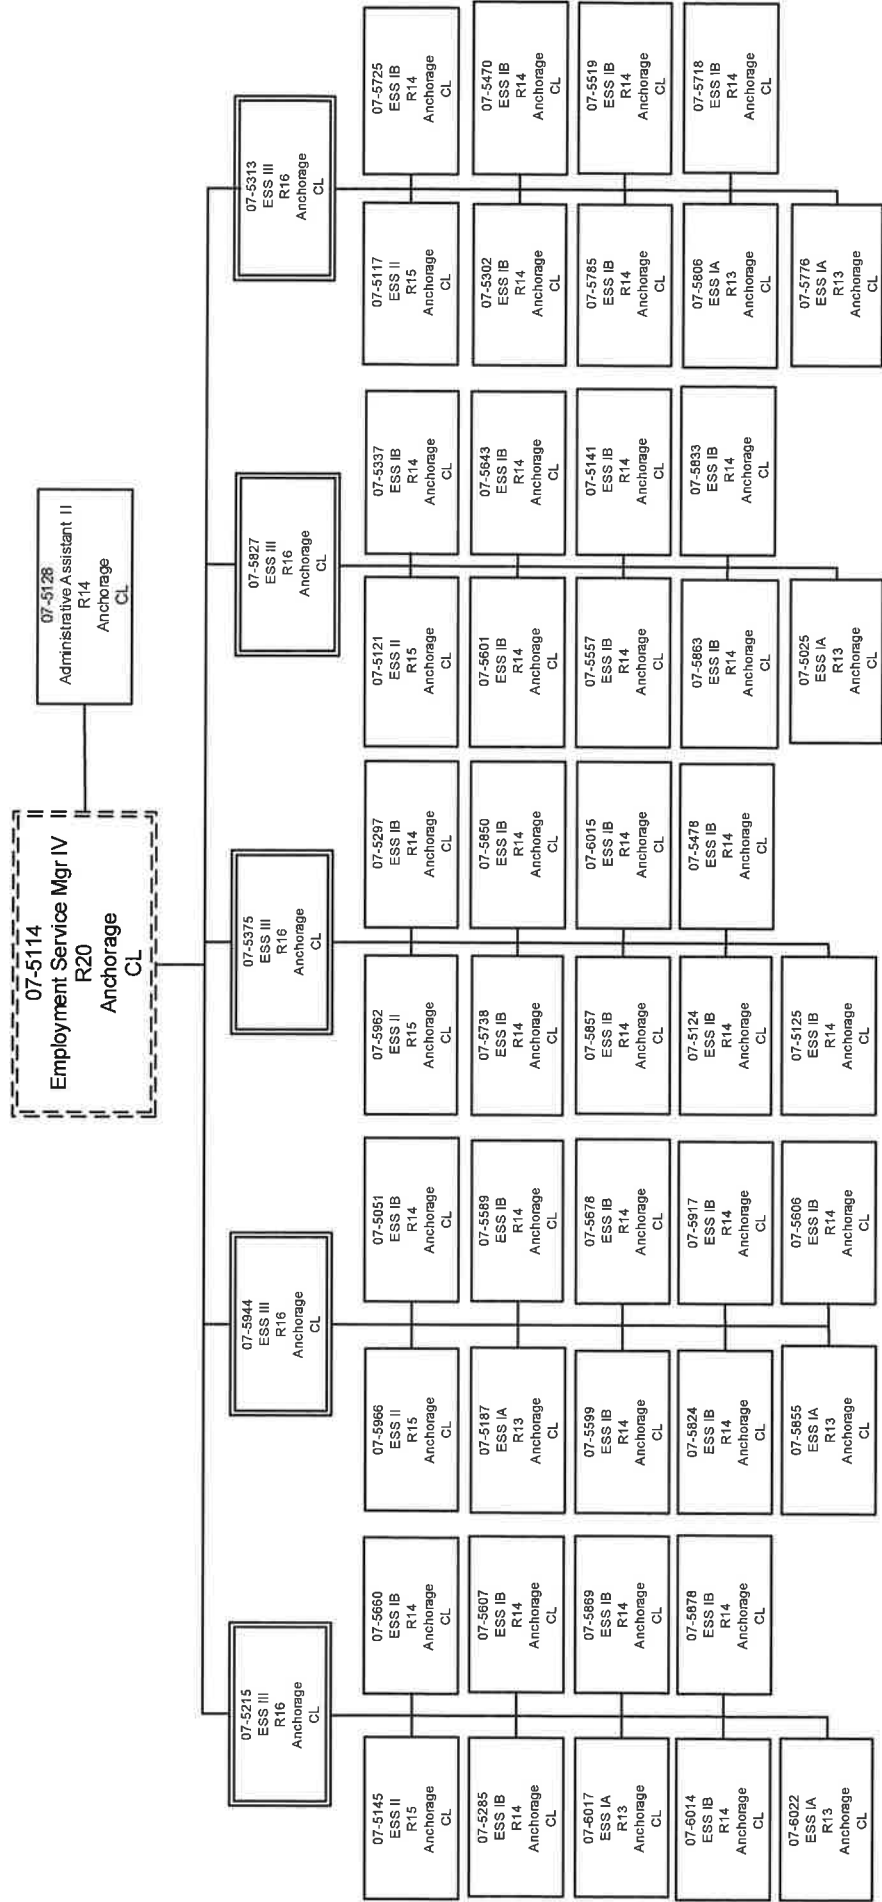 07-5114
Employment Service Mgr IV
R20
Anchorage
CL
07-5128
Administrative Assistant II
R14
Anchorage
CL
07-5215
ESS III
R16
Anchorage
CL
07-5944
ESS III
R16
Anchorage
CL
07-5375
ESS III
R16
Anchorage
CL
07-5827
ESS III
R16
Anchorage
CL
07-5313
ESS III
R16
Anchorage
CL
07-5145
ESS II
R15
Anchorage
CL
07-5660
ESS IB
R14
Anchorage
CL
07-5966
ESS II
R15
Anchorage
CL
07-5051
ESS IB
R14
Anchorage
CL
07-5962
ESS II
R15
Anchorage
CL
07-5297
ESS IB
R14
Anchorage
CL
07-5121
ESS II
R15
Anchorage
CL
07-5337
ESS IB
R14
Anchorage
CL
07-5117
ESS II
R15
Anchorage
CL
07-5725
ESS IB
R14
Anchorage
CL
07-5285
ESS IB
R14
Anchorage
CL
07-5607
ESS IB
R14
Anchorage
CL
07-5187
ESS IA
R13
Anchorage
CL
07-5589
ESS IB
R14
Anchorage
CL
07-5738
ESS IB
R14
Anchorage
CL
07-5850
ESS IB
R14
Anchorage
CL
07-5601
ESS IB
R14
Anchorage
CL
07-5643
ESS IB
R14
Anchorage
CL
07-5302
ESS IB
R14
Anchorage
CL
07-5470
ESS IB
R14
Anchorage
CL
07-6017
ESS IA
R13
Anchorage
CL
07-5869
ESS IB
R14
Anchorage
CL
07-5599
ESS IB
R14
Anchorage
CL
07-5678
ESS IB
R14
Anchorage
CL
07-5857
ESS IB
R14
Anchorage
CL
07-6015
ESS IB
R14
Anchorage
CL
07-5557
ESS IB
R14
Anchorage
CL
07-5141
ESS IB
R14
Anchorage
CL
07-5785
ESS IB
R14
Anchorage
CL
07-5519
ESS IB
R14
Anchorage
CL
07-6014
ESS IB
R14
Anchorage
CL
07-5878
ESS IB
R14
Anchorage
CL
07-5824
ESS IB
R14
Anchorage
CL
07-5917
ESS IB
R14
Anchorage
CL
07-5124
ESS IB
R14
Anchorage
CL
07-5478
ESS IB
R14
Anchorage
CL
07-5863
ESS IB
R14
Anchorage
CL
07-5833
ESS IB
R14
Anchorage
CL
07-5806
ESS IA
R13
Anchorage
CL
07-5718
ESS IB
R14
Anchorage
CL
07-6022
ESS IA
R13
Anchorage
CL
07-5855
ESS IA
R13
Anchorage
CL
07-5606
ESS IB
R14
Anchorage
CL
07-5125
ESS IB
R14
Anchorage
CL
07-5025
ESS IA
R13
Anchorage
CL
07-5776
ESS IA
R13
Anchorage
CL